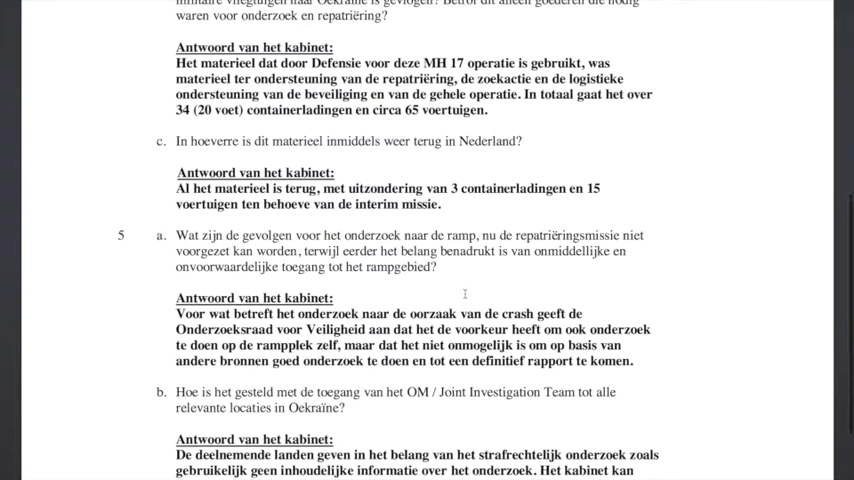 militaire vliegtuigen naar Oekraïne is gevlogen? Betrof dit alleen goederen die nodig
waren voor onderzoek en repatriëring?
Antwoord van het kabinet:
Het materieel dat door Defensie voor deze MH 17 operatie is gebruikt, was
materieel ter ondersteuning van de repatriëring, de zoekactie en de logistieke
ondersteuning van de beveiliging en van de gehele operatie. In totaal gaat het over
34 (20 voet) containerladingen en circa 65 voertuigen.
c. In hoeverre is dit materieel inmiddels weer terug in Nederland?
Antwoord van het kabinet:
Al het materieel is terug, met uitzondering van 3 containerladingen en 15
voertuigen ten behoeve van de interim missie.
5 a. Wat zijn de gevolgen voor het onderzoek naar de ramp, nu de repatriëringsmissie niet
voorgezet kan worden, terwijl eerder het belang benadrukt is van onmiddellijke en
onvoorwaardelijke toegang tot het rampgebied?
Antwoord van het kabinet:
Voor wat betreft het onderzoek naar de oorzaak van de crash geeft de
Onderzoeksraad voor Veiligheid aan dat het de voorkeur heeft om ook onderzoek
te doen op de rampplek zelf, maar dat het niet onmogelijk is om op basis van
andere bronnen goed onderzoek te doen en tot een definitief rapport te komen.
b. Hoe is het gesteld met de toegang van het OM / Joint Investigation Team tot alle
relevante locaties in Oekraïne?
Antwoord van het kabinet:
De deelnemende landen geven in het belang van het strafrechtelijk onderzoek zoals
gebruikelijk geen inhoudelijke informatie over het onderzoek. Het kabinet kan